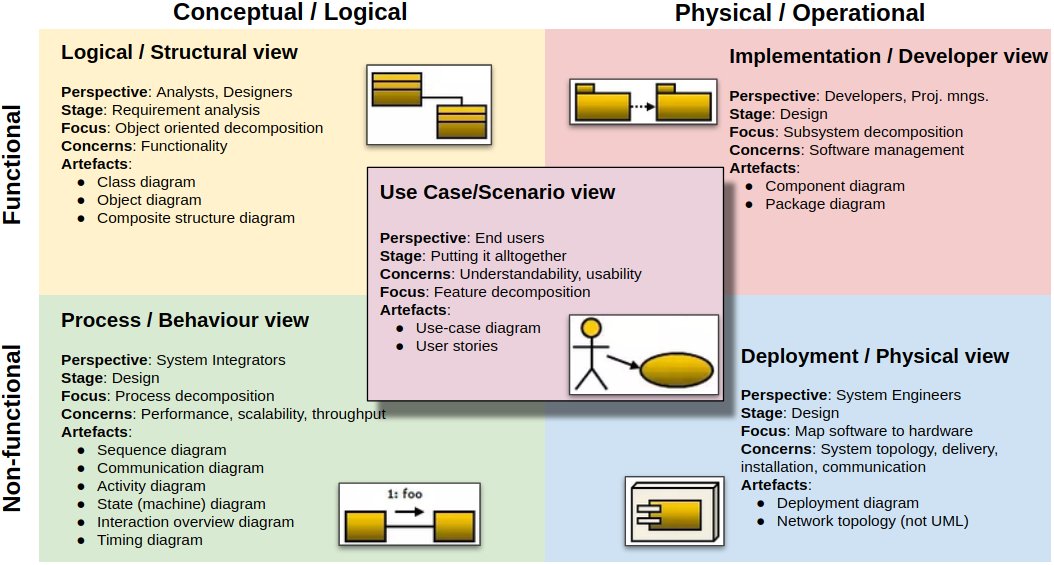 Conceptual / Logical
Physical / Operational
Functional
Non-functional
Logical / Structural view
Perspective: Analysts, Designers
Stage: Requirement analysis
Focus: Object oriented decomposition
Concerns: Functionality
Artefacts:
● Class diagram
● Object diagram
● Composite structure diagram
Implementation / Developer view
Perspective: Developers, Proj. mngs.
Stage: Design
Focus: Subsystem decomposition
Concerns: Software management
Artefacts:
● Component diagram
● Package diagram
Use Case/Scenario view
Perspective: End users
Stage: Putting it alltogether
Concerns: Understandability, usability
Focus: Feature decomposition
Artefacts:
● Use-case diagram
● User stories
Process / Behaviour view
Perspective: System Integrators
Stage: Design
Focus: Process decomposition
Concerns: Performance, scalability, throughput
Artefacts:
● Sequence diagram
● Communication diagram
● Activity diagram
● State (machine) diagram
● Interaction overview diagram
● Timing diagram
1: foo
Deployment / Physical view
Perspective: System Engineers
Stage: Design
Focus: Map software to hardware
Concerns: System topology, delivery,
installation, communication
Artefacts:
● Deployment diagram
● Network topology (not UML)